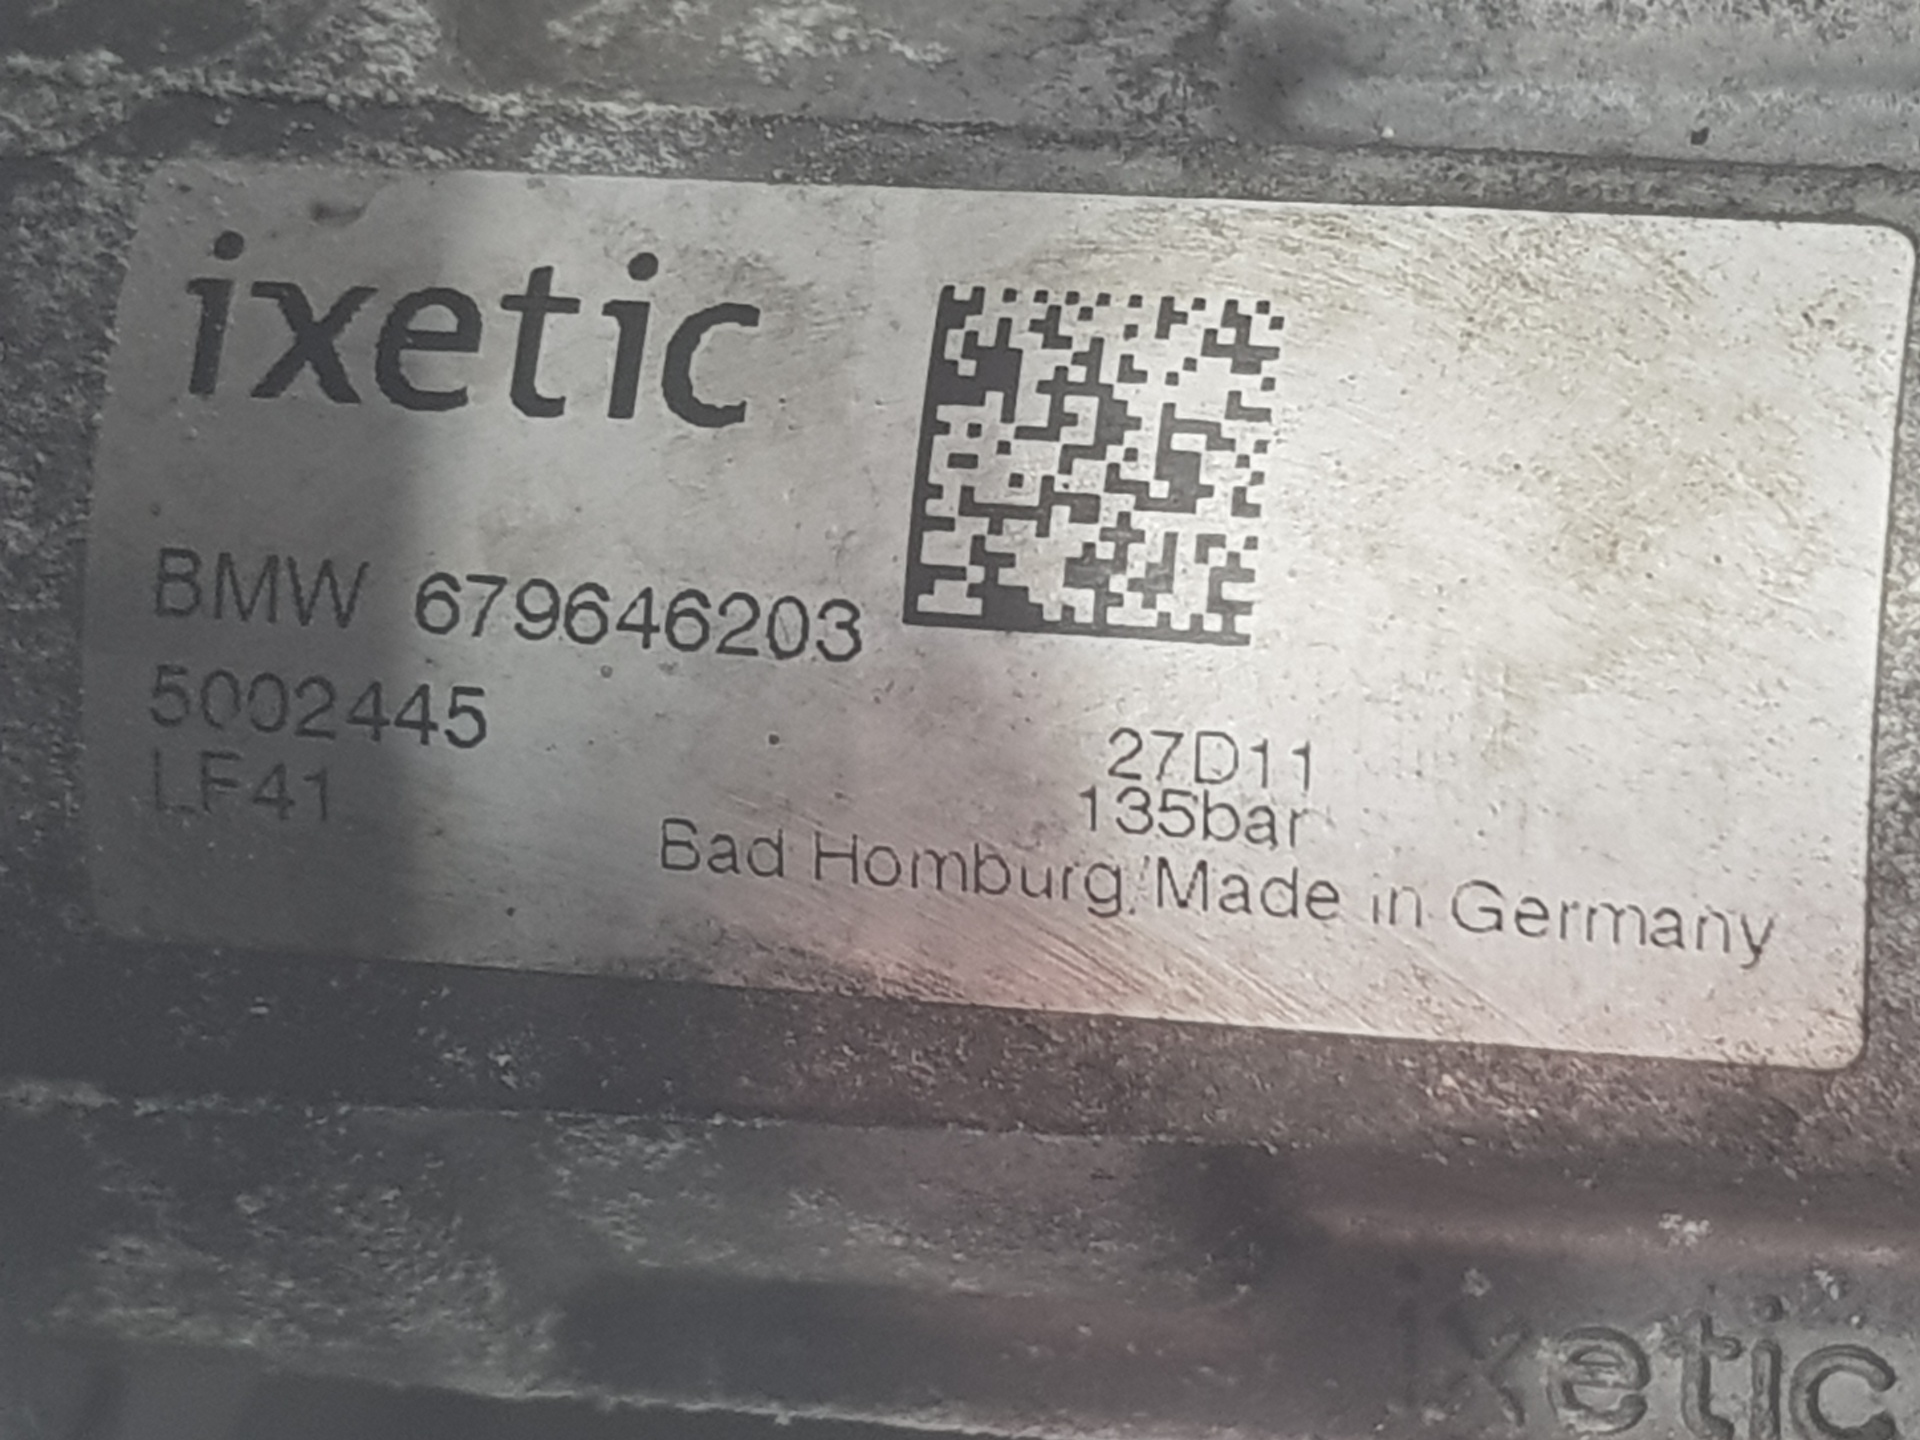 ixetic
BMW 679646203
5002445
LF41
27D11
135bar
Bad Homburg/Made in Germany
ixetic